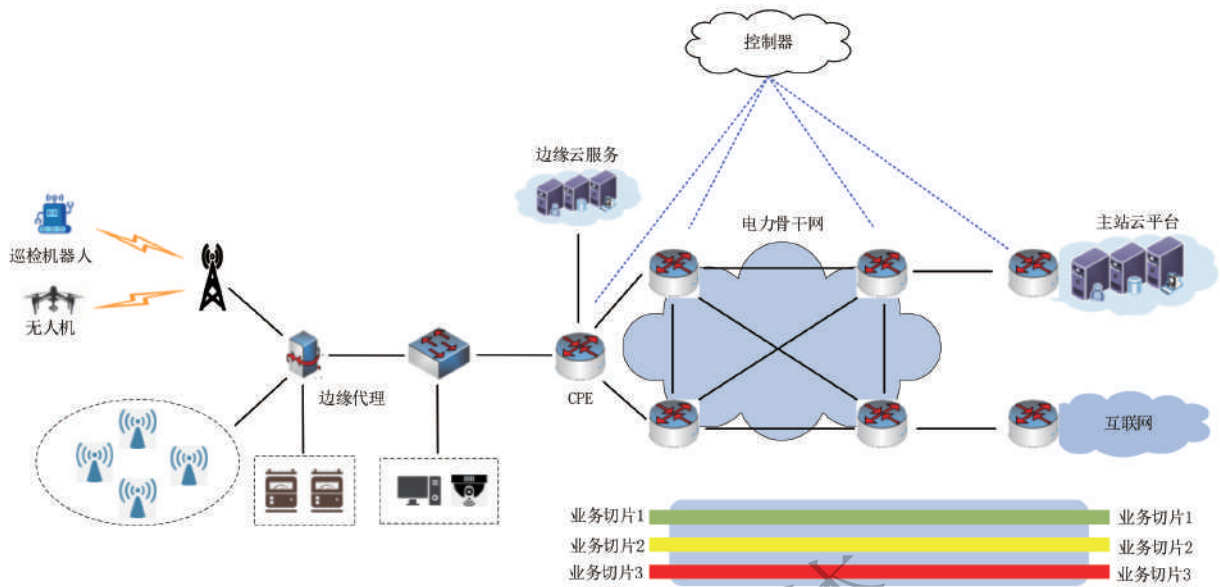 控制器
边缘云服务
电力骨干网
主站云平台
巡检机器人
无人机
边缘代理
CPE
互联网
业务切片1
业务切片1
业务切片2
业务切片2
业务切片3
业务切片3